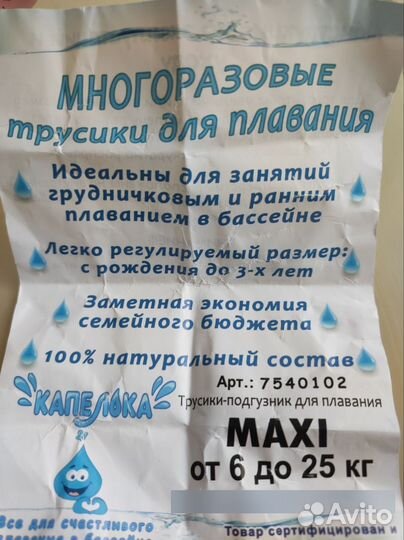 МНОГОРАЗОВЫЕ
трусики для плавания
Идеальны для занятий
грудничковым и ранним
плаванием в бассейне
Легко регулируемый размер:
с рождения до 3-х лет
Заметная экономия
семейного бюджета
100% натуральный состав
Арт.: 7540102
КАПЕЛЬКА
Трусики-подгузник для плавания
MAXI
от 6 до 25 кг
Все для счастливого
плавания в бассейне
Товар сертифицирован и
Avito